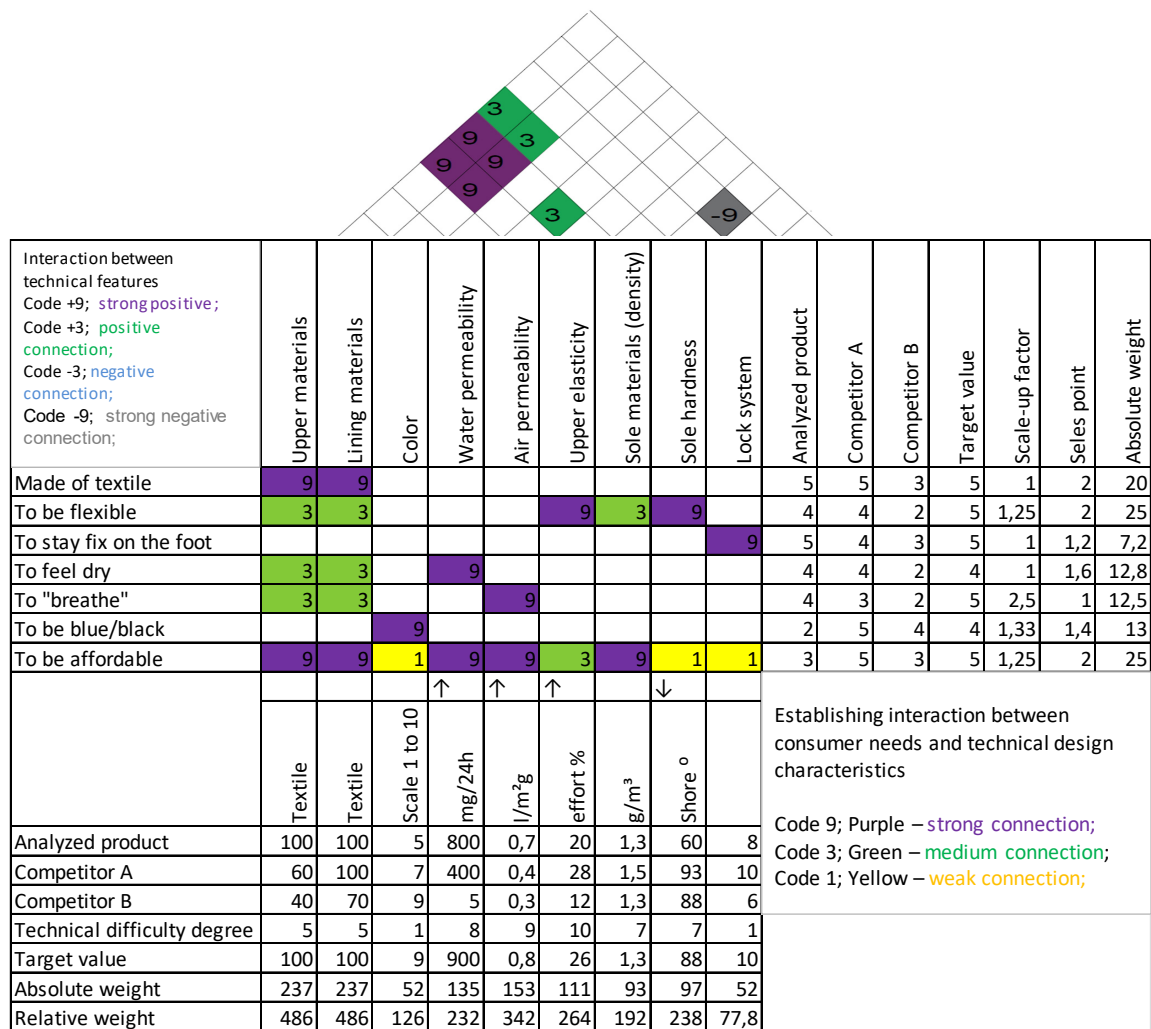 3
9 3
9 9
9
3 -9
Interaction between
technical features
Code +9; strong positive;
Code +3; positive
connection;
Code -3; negative
connection;
Code -9; strong negative
connection;
Upper materials
Lining materials
Color
Water permeability
Air permeability
Upper elasticity
Sole materials (density)
Sole hardness
Lock system
Analyzed product
Competitor A
Competitor B
Target value
Scale-up factor
Seles point
Absolute weight
Made of textile 9 9 5 5 3 5 1 2 20
To be flexible 3 3 9 3 9 4 4 2 5 1,25 2 25
To stay fix on the foot 9 5 4 3 5 1 1,2 7,2
To feel dry 3 3 9 4 4 2 4 1 1,6 12,8
To "breathe" 3 3 9 4 3 2 5 2,5 1 12,5
To be blue/black 9 2 5 4 4 1,33 1,4 13
To be affordable 9 9 1 9 9 3 9 1 1 3 5 3 5 1,25 2 25
↑ ↑ ↑ ↓
Textile
Textile
Scale 1 to 10
mg/24h
l/m²g
effort %
g/m³
Shore º
Establishing interaction between
consumer needs and technical design
characteristics
Code 9; Purple – strong connection;
Code 3; Green – medium connection;
Code 1; Yellow – weak connection;
Analyzed product 100 100 5 800 0,7 20 1,3 60 8
Competitor A 60 100 7 400 0,4 28 1,5 93 10
Competitor B 40 70 9 5 0,3 12 1,3 88 6
Technical difficulty degree 5 5 1 8 9 10 7 7 1
Target value 100 100 9 900 0,8 26 1,3 88 10
Absolute weight 237 237 52 135 153 111 93 97 52
Relative weight 486 486 126 232 342 264 192 238 77,8